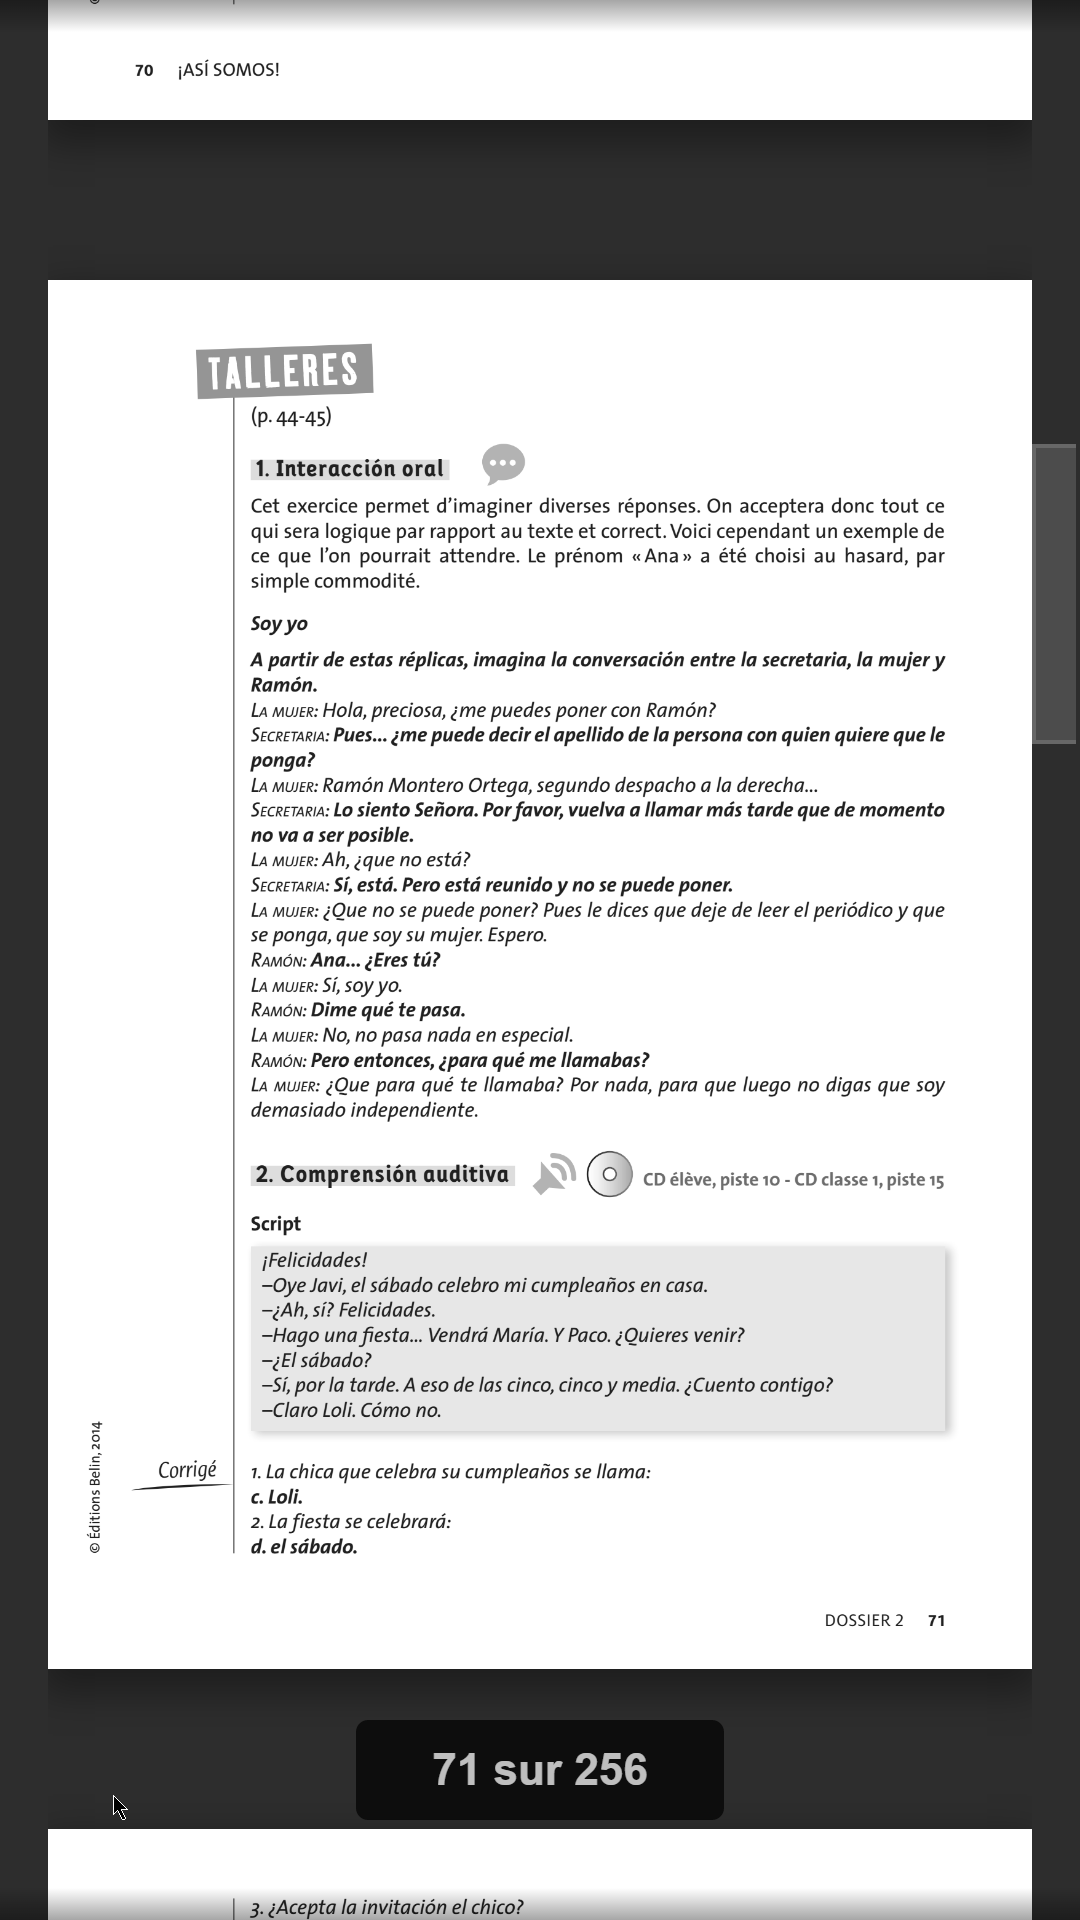 70 ¡ASÍ SOMOS!
TALLERES
(p. 44-45)
1. Interacción oral
Cet exercice permet d’imaginer diverses réponses. On acceptera donc tout ce
qui sera logique par rapport au texte et correct. Voici cependant un exemple de
ce que l’on pourrait attendre. Le prénom «Ana» a été choisi au hasard, par
simple commodité.
Soy yo
A partir de estas réplicas, imagina la conversación entre la secretaria, la mujer y
Ramón.
LA MUJER: Hola, preciosa, ¿me puedes poner con Ramón?
SECRETARIA: Pues... ¿me puede decir el apellido de la persona con quien quiere que le
ponga?
LA MUJER: Ramón Montero Ortega, segundo despacho a la derecha...
SECRETARIA: Lo siento Señora. Por favor, vuelva a llamar más tarde que de momento
no va a ser posible.
LA MUJER: Ah, ¿que no está?
SECRETARIA: Sí, está. Pero está reunido y no se puede poner.
LA MUJER: ¿Que no se puede poner? Pues le dices que deje de leer el periódico y que
se ponga, que soy su mujer. Espero.
RAMÓN: Ana... ¿Eres tú?
LA MUJER: Sí, soy yo.
RAMÓN: Dime qué te pasa.
LA MUJER: No, no pasa nada en especial.
RAMÓN: Pero entonces, ¿para qué me llamabas?
LA MUJER: ¿Que para qué te llamaba? Por nada, para que luego no digas que soy
demasiado independiente.
2. Comprensión auditiva CD élève, piste 10 - CD classe 1, piste 15
Script
¡Felicidades!
–Oye Javi, el sábado celebro mi cumpleaños en casa.
–¿Ah, sí? Felicidades.
–Hago una fiesta... Vendrá María. Y Paco. ¿Quieres venir?
–¿El sábado?
–Sí, por la tarde. A eso de las cinco, cinco y media. ¿Cuento contigo?
–Claro Loli. Cómo no.
Corrigé
1. La chica que celebra su cumpleaños se llama:
c. Loli.
2. La fiesta se celebrará:
d. el sábado.
© Éditions Belin, 2014
DOSSIER 2 71
71 sur 256
3. ¿Acepta la invitación el chico?